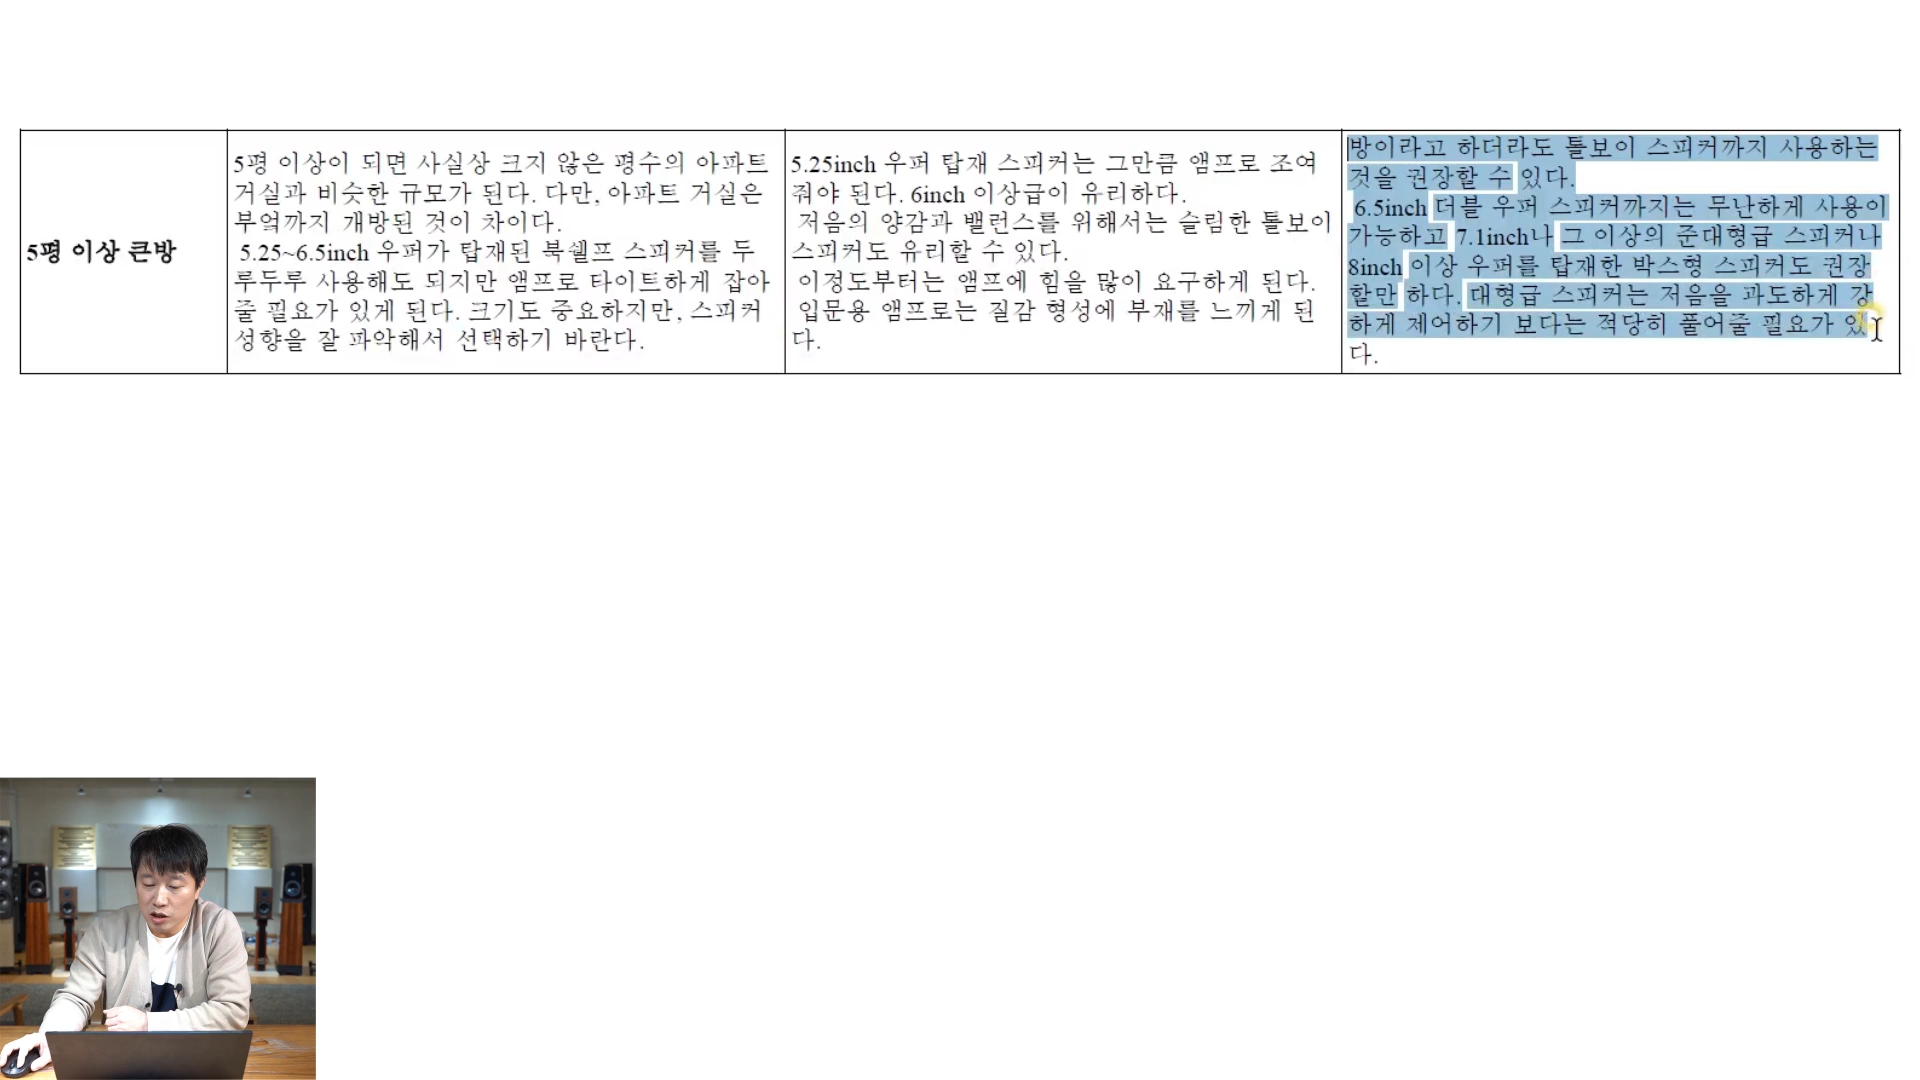 5평 이상 큰방
5평 이상이 되면 사실상 크지 않은 평수의 아파트
거실과 비슷한 규모가 된다. 다만, 아파트 거실은
부엌까지 개방된 것이 차이다.
5.25~6.5inch 우퍼가 탑재된 북쉘프 스피커를 두
루두루 사용해도 되지만 앰프로 타이트하게 잡아
줄 필요가 있게 된다. 크기도 중요하지만, 스피커
성향을 잘 파악해서 선택하기 바란다.
5.25inch 우퍼 탑재 스피커는 그만큼 앰프로 조여
줘야 된다. 6inch 이상급이 유리하다.
저음의 양감과 밸런스를 위해서는 슬림한 톨보이
스피커도 유리할 수 있다.
이정도부터는 앰프에 힘을 많이 요구하게 된다.
입문용 앰프로는 질감 형성에 부재를 느끼게 된
다.
방이라고 하더라도 톨보이 스피커까지 사용하는
것을 권장할 수 있다.
6.5inch 더블 우퍼 스피커까지는 무난하게 사용이
가능하고 7.1inch나 그 이상의 준대형급 스피커나
8inch 이상 우퍼를 탑재한 박스형 스피커도 권장
할만 하다. 대형급 스피커는 저음을 과도하게 강
하게 제어하기 보다는 적당히 풀어줄 필요가 있
다.